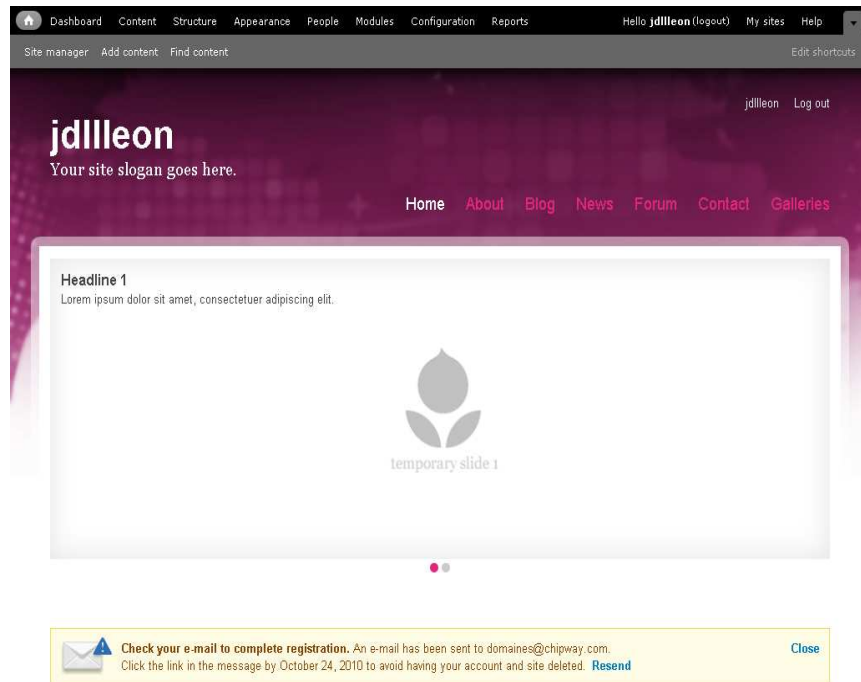 Dashboard Content Structure Appearance People Modules Configuration Reports Hello jdllleon (logout) My sites Help
Site manager Add content Find content Edit shortcuts
jdllleon Log out
jdllleon
Your site slogan goes here.
Home About Blog News Forum Contact Galleries
Headline 1
Lorem ipsum dolor sit amet, consectetuer adipiscing elit.
temporary slide 1
Check your e-mail to complete registration. An e-mail has been sent to domaines@chipway.com. Close
Click the link in the message by October 24, 2010 to avoid having your account and site deleted. Resend